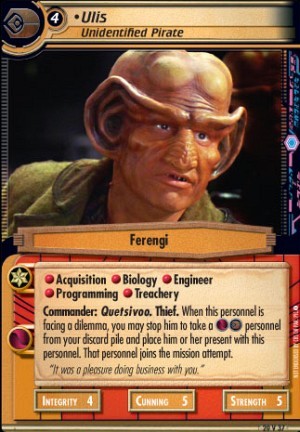 4
•Ulis
Unidentified Pirate
Ferengi
Acquisition Biology Engineer
Programming Treachery
Commander: Quetsivoo. Thief. When this personnel is
facing a dilemma, you may stop him to take a personnel
from your discard pile and place him or her present with this
personnel. That personnel joins the mission attempt.
"It was a pleasure doing business with you."
INTEGRITY 4 CUNNING 5 STRENGTH 5